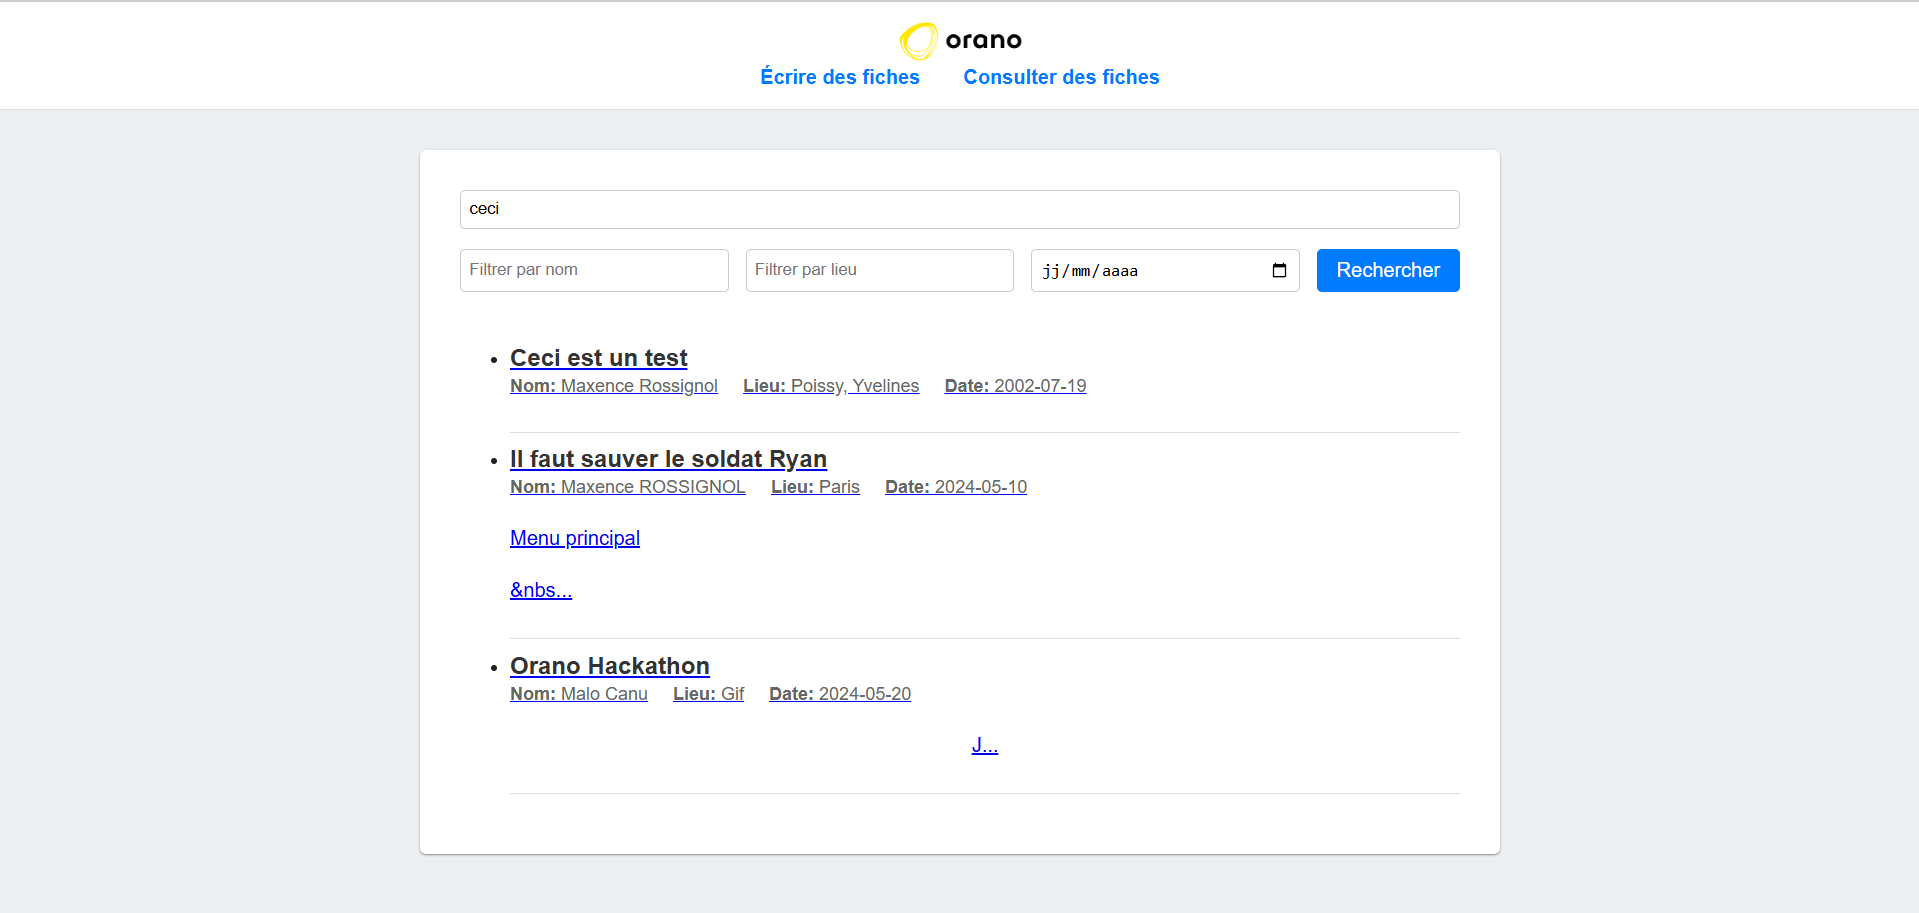 orano
Écrire des fiches Consulter des fiches
ceci
Filtrer par nom Filtrer par lieu jj/mm/aaaa Rechercher
Ceci est un test
Nom: Maxence Rossignol Lieu: Poissy, Yvelines Date: 2002-07-19
Il faut sauver le soldat Ryan
Nom: Maxence ROSSIGNOL Lieu: Paris Date: 2024-05-10
Menu principal
&nbs...
Orano Hackathon
Nom: Malo Canu Lieu: Gif Date: 2024-05-20
J...